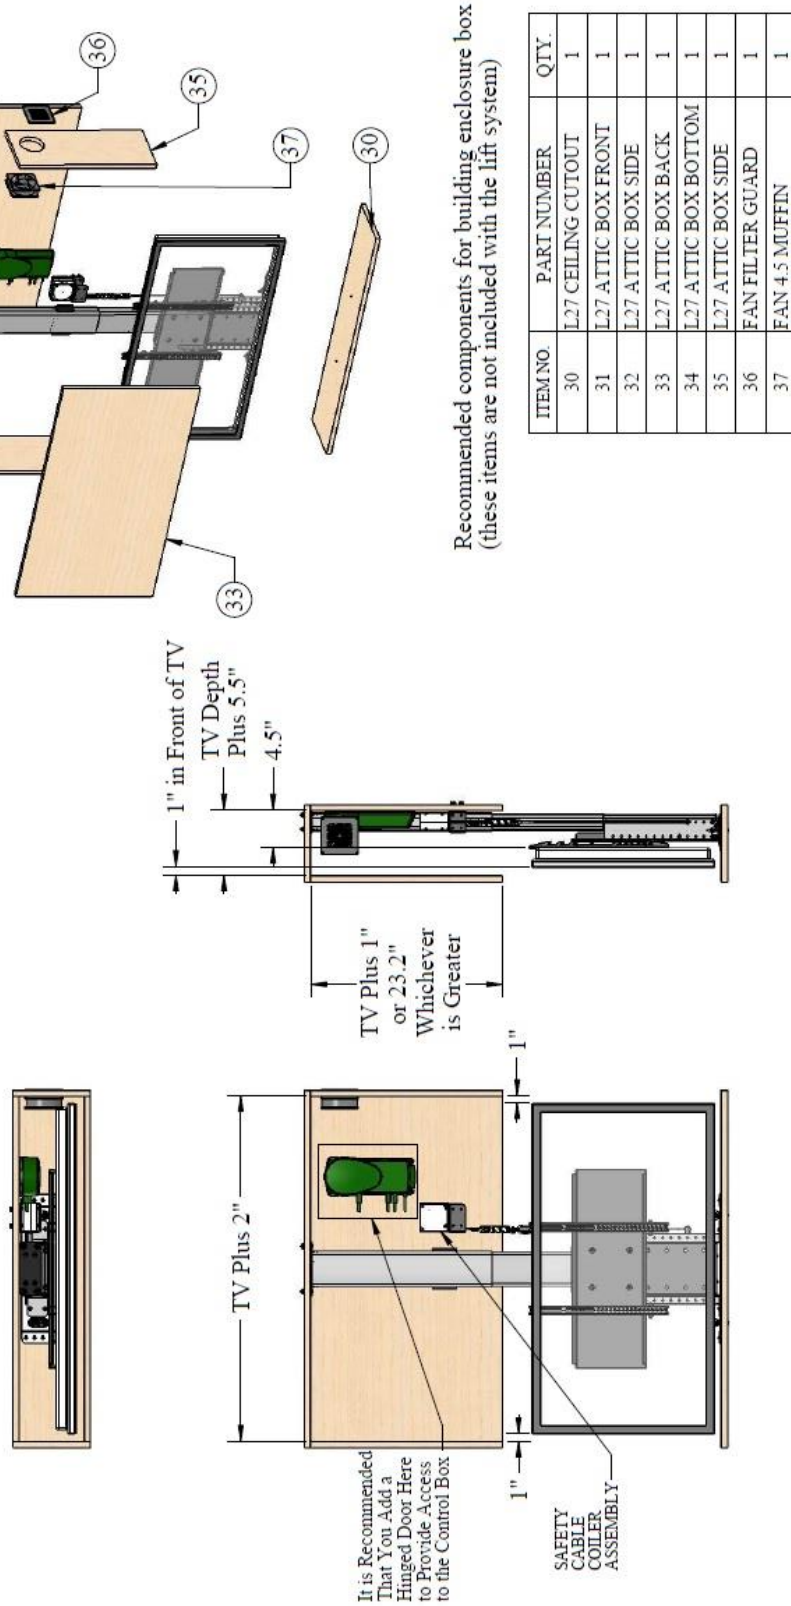 36
35
37
30
33
Recommended components for building enclosure box
(these items are not included with the lift system)
ITEM NO. PART NUMBER QTY.
30 L27 CEILING CUTOUT 1
31 L27 ATTIC BOX FRONT 1
32 L27 ATTIC BOX SIDE 1
33 L27 ATTIC BOX BACK 1
34 L27 ATTIC BOX BOTTOM 1
35 L27 ATTIC BOX SIDE 1
36 FAN FILTER GUARD 1
37 FAN 4.5 MUFFIN 1
1" in Front of TV
TV Depth
Plus 5.5"
4.5"
TV Plus 1"
or 23.2"
Whichever
is Greater
TV Plus 2"
1"
1"
It is Recommended
That You Add a
Hinged Door Here
to Provide Access
to the Control Box
SAFETY
CABLE
COILER
ASSEMBLY